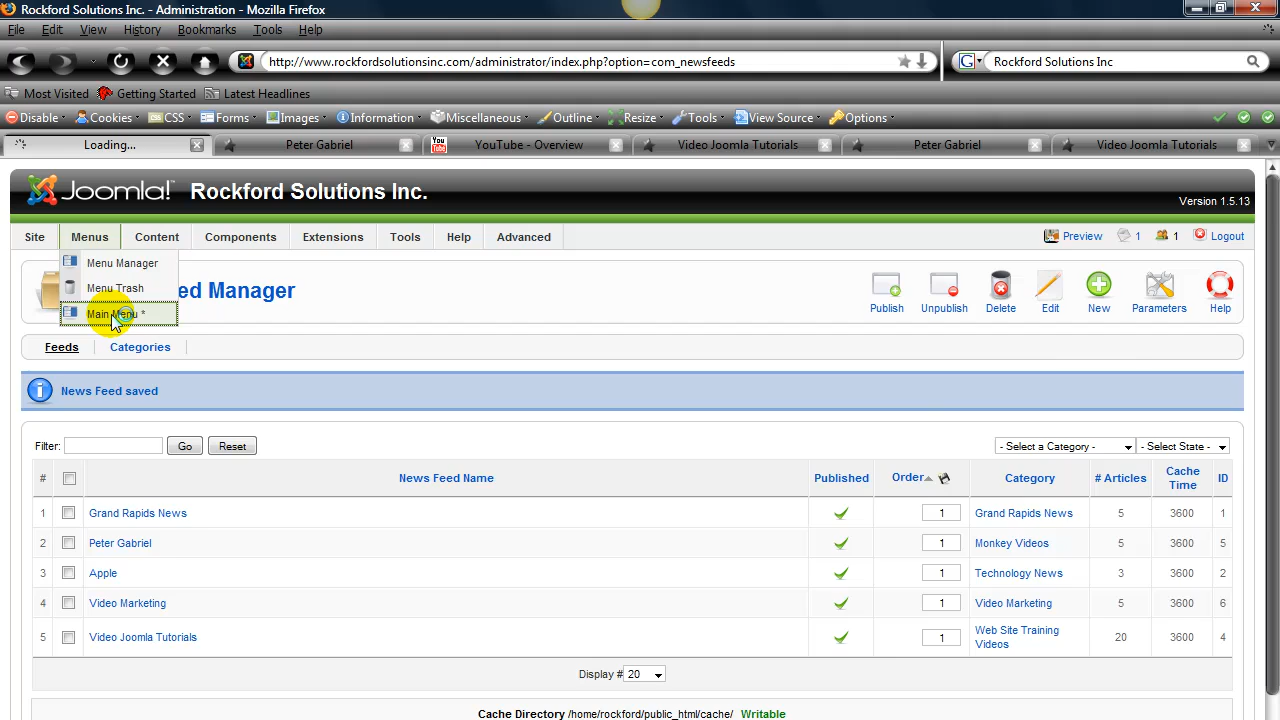 Rockford Solutions Inc. - Administration - Mozilla Firefox
File Edit View History Bookmarks Tools Help
http://www.rockfordsolutionsinc.com/administrator/index.php?option=com_newsfeeds Rockford Solutions Inc
Most Visited Getting Started Latest Headlines
Disable Cookies CSS Forms Images Information Miscellaneous Outline Resize Tools View Source Options
Loading... Peter Gabriel YouTube - Overview Video Joomla Tutorials Peter Gabriel Video Joomla Tutorials
Joomla! Rockford Solutions Inc.
Version 1.5.13
Site Menus Content Components Extensions Tools Help Advanced Preview 1 1 Logout
Menu Manager
Menu Trash
Main Menu *
ed Manager
Publish Unpublish Delete Edit New Parameters Help
Feeds Categories
News Feed saved
Filter: Go Reset - Select a Category - - Select State -
# News Feed Name Published Order Category # Articles Cache Time ID
1 Grand Rapids News 1 Grand Rapids News 5 3600 1
2 Peter Gabriel 1 Monkey Videos 5 3600 5
3 Apple 1 Technology News 3 3600 2
4 Video Marketing 1 Video Marketing 5 3600 6
5 Video Joomla Tutorials 1 Web Site Training Videos 20 3600 4
Display # 20
Cache Directory /home/rockford/public_html/cache/ Writable